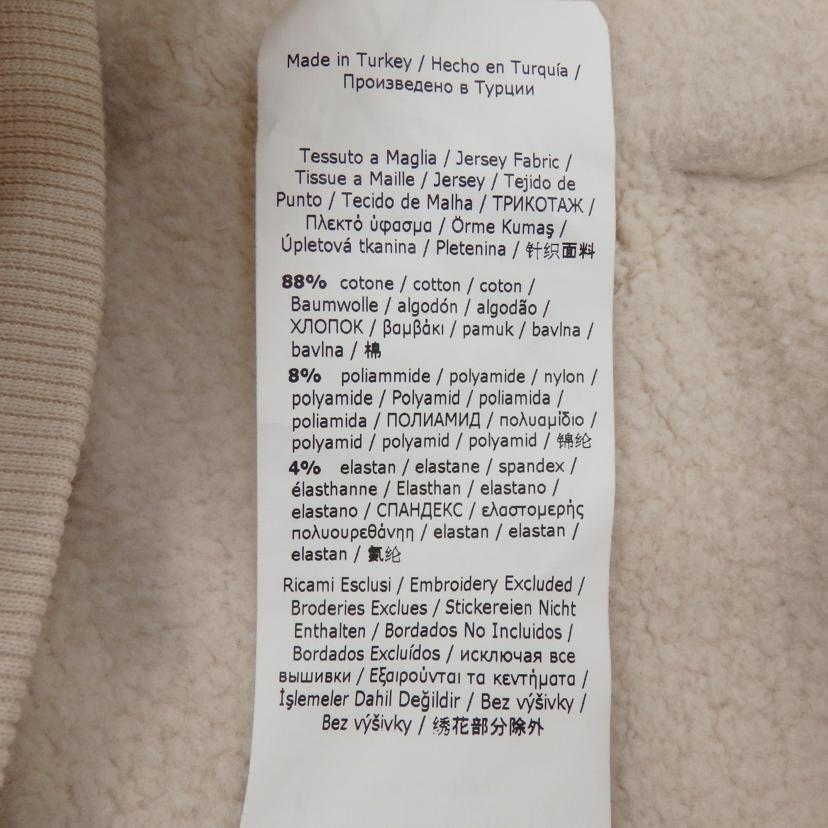 Made in Turkey / Hecho en Turquía /
Произведено в Турции
Tessuto a Maglia / Jersey Fabric /
Tissue a Maille / Jersey / Tejido de
Punto / Tecido de Malha / ТРИКОТАЖ /
Πλεκτό ύφασμα / Örme Kumaş /
Úpletová tkanina / Pletenina / 针织面料
88% cotone / cotton / coton /
Baumwolle / algodón / algodão /
ХЛОПОК / βαμβάκι / pamuk / bavlna /
bavlna / 棉
8% poliammide / polyamide / nylon /
polyamide / Polyamid / poliamida /
poliamida / ПОЛИАМИД / πολυαμίδιο /
polyamid / polyamid / polyamid / 锦纶
4% elastan / elastane / spandex /
élasthanne / Elasthan / elastano /
elastano / СПАНДЕКС / ελαστομερής
πολυουρεθάνηη / elastan / elastan /
elastan / 氨纶
Ricami Esclusi / Embroidery Excluded /
Broderies Exclues / Stickereien Nicht
Enthalten / Bordados No Incluidos /
Bordados Excluídos / исключая все
вышивки / Εξαιρούνται τα κεντήματα /
İşlemeler Dahil Değildir / Bez výšivky /
Bez výšivky / 绣花部分除外